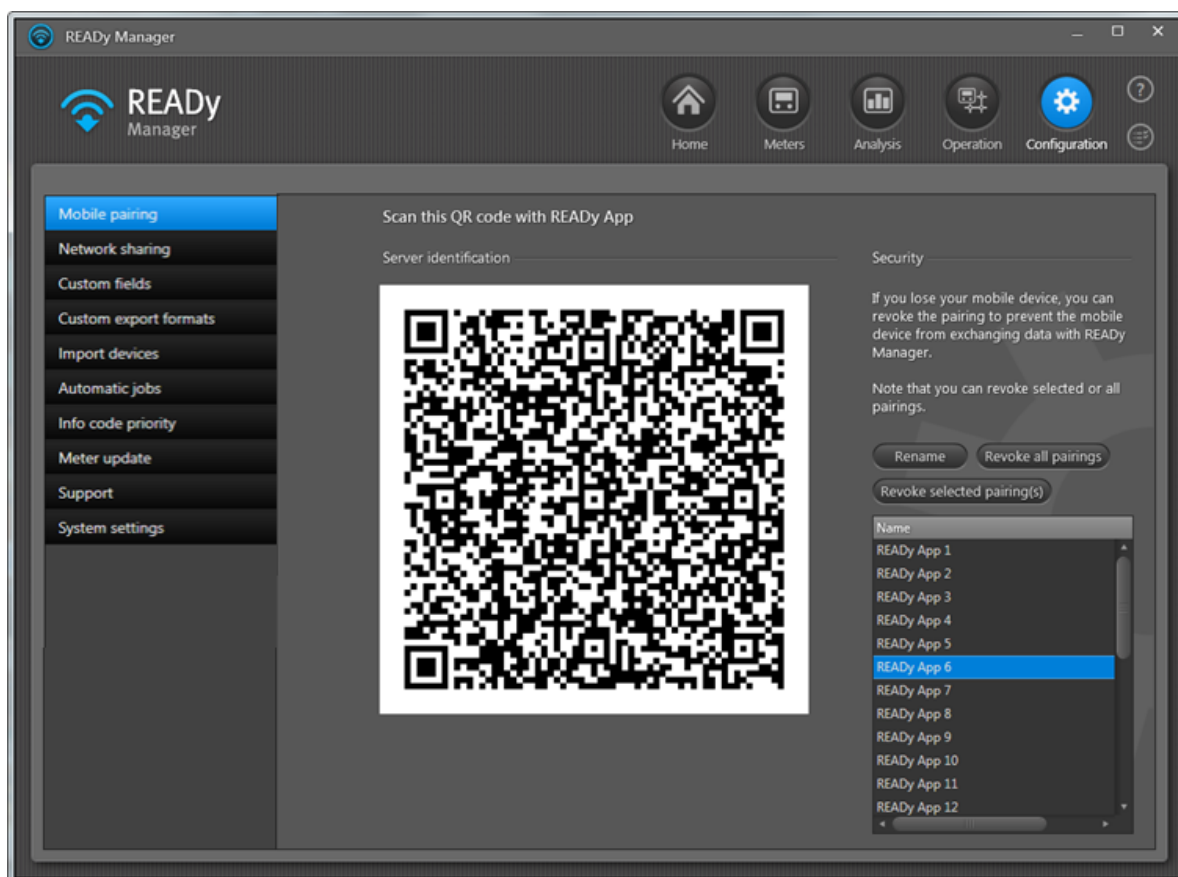 READy Manager
READy
Manager
Home
Meters
Analysis
Operation
Configuration
?
Mobile pairing
Network sharing
Custom fields
Custom export formats
Import devices
Automatic jobs
Info code priority
Meter update
Support
System settings
Scan this QR code with READy App
Server identification
Security
If you lose your mobile device, you can
revoke the pairing to prevent the mobile
device from exchanging data with READy
Manager.
Note that you can revoke selected or all
pairings.
Rename
Revoke all pairings
Revoke selected pairing(s)
Name
READy App 1
READy App 2
READy App 3
READy App 4
READy App 5
READy App 6
READy App 7
READy App 8
READy App 9
READy App 10
READy App 11
READy App 12